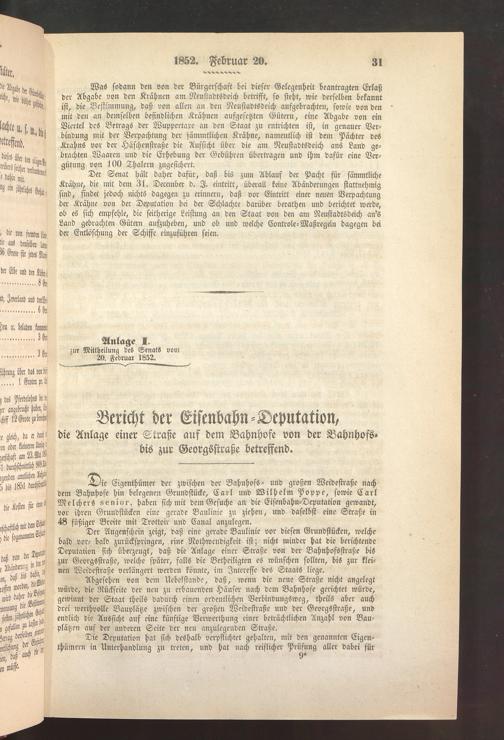 1852. Februar 20. 31
Was sodann den von der Bürgerschaft bei dieser Gelegenheit beantragten Erlaß
der Abgabe von den Krähnen am Neustadtsdeich betrifft, so steht, wie derselben bekannt
ist, die Bestimmung, daß von allen an den Neustadtsdeich aufgebrachten, sowie von den
mit den an demselben befindlichen Krähnen aufgesetzten Gütern, eine Abgabe von ein
Viertel des Betrags der Wuppertaxe an den Staat zu entrichten ist, in genauer Ver-
bindung mit der Verpachtung der sämmtlichen Krähne, namentlich ist dem Pächter des
Krahns vor der Häschenstraße die Aufsicht über die am Neustadtsdeich ans Land ge-
brachten Waaren und die Erhebung der Gebühren übertragen und ihm dafür eine Ver-
gütung von 100 Thalern zugesichert.
Der Senat hält daher dafür, daß bis zum Ablauf der Pacht für sämmtliche
Krähne, die mit dem 31. December d. J. eintritt, überall keine Abänderungen stattnehmig
sind, findet jedoch nichts dagegen zu erinnern, daß vor Eintritt einer neuen Verpachtung
der Krähne von der Deputation bei der Schlachte darüber berathen und berichtet werde,
ob es sich empfehle, die seitherige Leistung an den Staat von den am Neustadtsdeich an's
Land gebrachten Gütern aufzuheben, und ob und welche Controle-Maßregeln dagegen bei
der Entlöschung der Schiffe einzuführen seien.
Anlage I.
zur Mittheilung des Senats vom
20. Februar 1852.
Bericht der Eisenbahn-Deputation,
die Anlage einer Straße auf dem Bahnhofe von der Bahnhofs-
bis zur Georgstraße betreffend.
Die Eigenthümer der zwischen der Bahnhofs- und großen Weidestraße nach
dem Bahnhofe hin belegenen Grundstücke, Carl und Wilhelm Poppe, sowie Carl
Melchers senior, haben sich mit dem Gesuche an die Eisenbahn-Deputation gewandt,
vor ihren Grundstücken eine gerade Baulinie zu ziehen, und daselbst eine Straße in
48 füßiger Breite mit Trottoir und Canal anzulegen.
Der Augenschein zeigt, daß eine gerade Baulinie vor diesen Grundstücken, welche
bald vor- bald zurückspringen, eine Nothwendigkeit ist; nicht minder hat die berichtende
Deputation sich überzeugt, daß die Anlage einer Straße von der Bahnhofsstraße bis
zur Georgstraße, welche später, falls die Betheiligten es wünschen sollten, bis zur klei-
nen Weidestraße verlängert werden könnte, im Interesse des Staats liege.
Abgesehen von dem Uebelstande, daß, wenn die neue Straße nicht angelegt
würde, die Rückseite der neu zu erbauenden Häuser nach dem Bahnhofe gerichtet würde,
gewinnt der Staat theils dadurch einen ordentlichen Verbindungsweg, theils aber auch
drei werthvolle Bauplätze zwischen der großen Weidestraße und der Georgstraße, und
endlich die Aussicht auf eine künftige Verwerthung einer beträchtlichen Anzahl von Bau-
plätzen auf der anderen Seite der neu anzulegenden Straße.
Die Deputation hat sich deshalb verpflichtet gehalten, mit den genannten Eigen-
thümern in Unterhandlung zu treten, und hat nach reiflicher Prüfung aller dabei für
9*